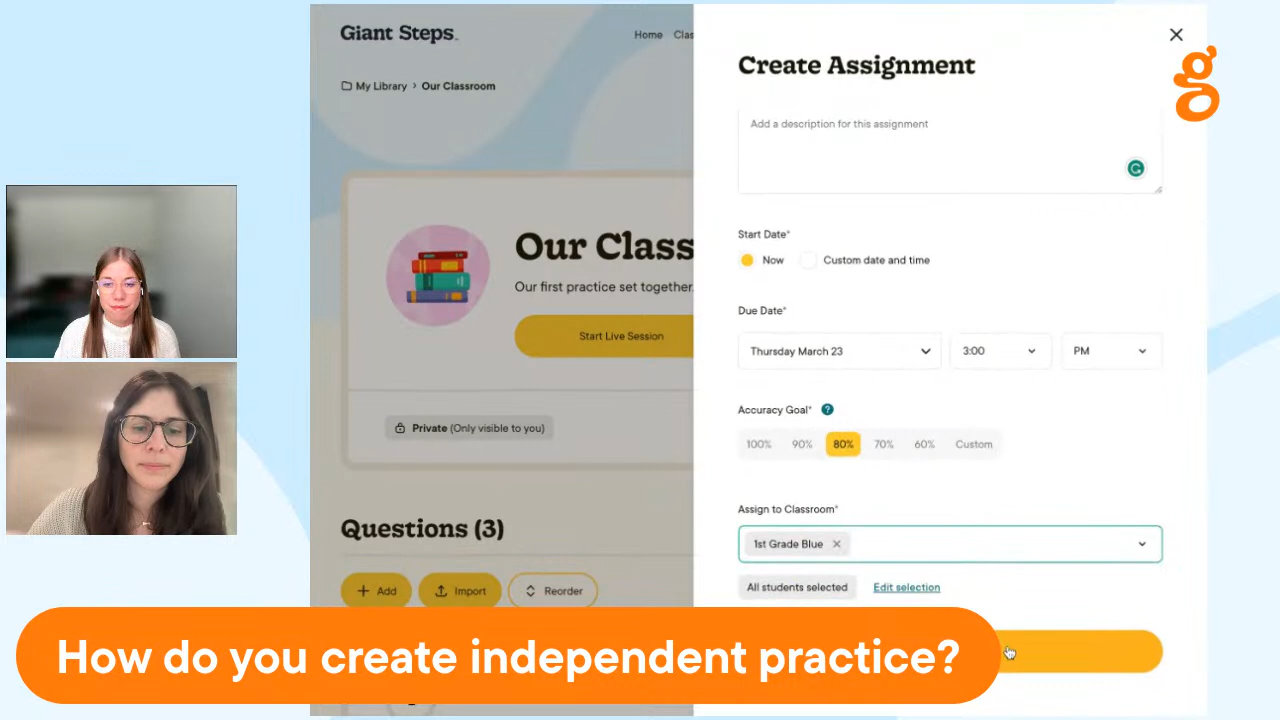 Giant Steps
Home
My Library > Our Classroom
Our Class
Our first practice set together.
Start Live Session
Private (Only visible to you)
Questions (3)
+ Add
Import
Reorder
Create Assignment
Add a description for this assignment
Start Date*
Now
Custom date and time
Due Date*
Thursday March 23
3:00
PM
Accuracy Goal* ?
100% 90% 80% 70% 60% Custom
Assign to Classroom*
1st Grade Blue ×
All students selected
Edit selection
g
How do you create independent practice?